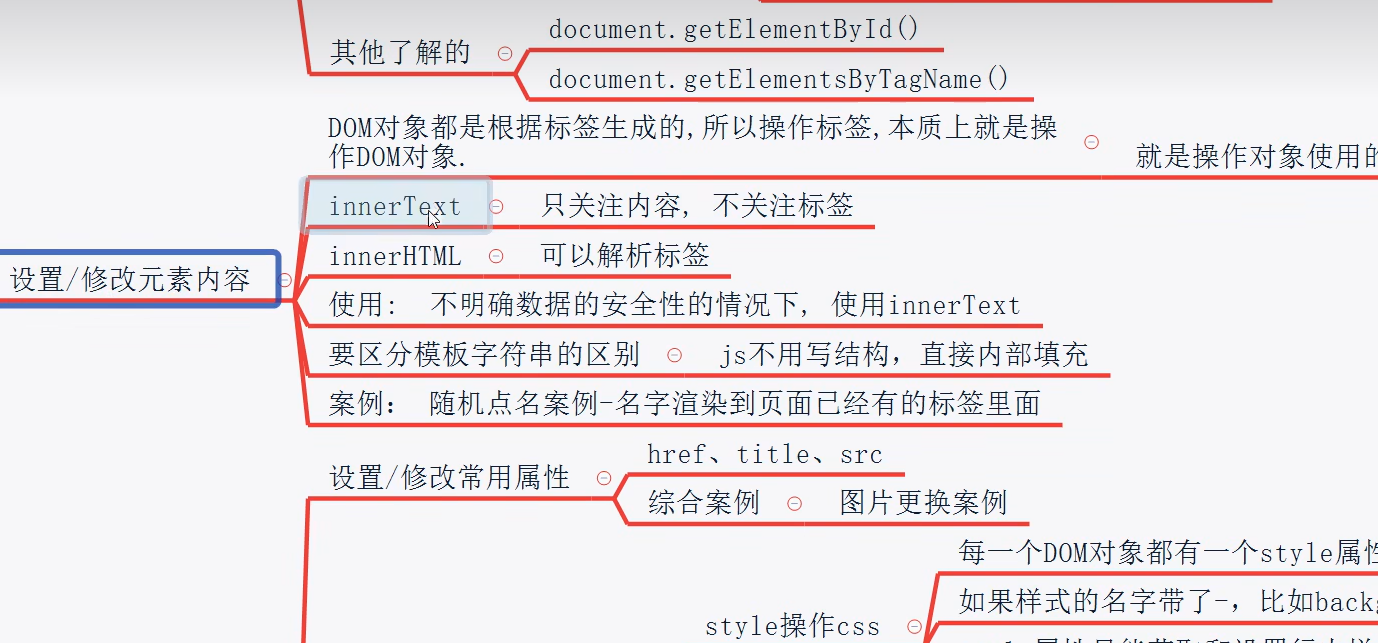 document.getElementById()
其他了解的
document.getElementsByTagName()
DOM对象都是根据标签生成的,所以操作标签,本质上就是操
作DOM对象.
就是操作对象使用的
innerText
只关注内容, 不关注标签
innerHTML
可以解析标签
设置/修改元素内容
使用: 不明确数据的安全性的情况下, 使用innerText
要区分模板字符串的区别
js不用写结构，直接内部填充
案例： 随机点名案例-名字渲染到页面已经有的标签里面
href、title、src
设置/修改常用属性
综合案例
图片更换案例
每一个DOM对象都有一个style属性
如果样式的名字带了-，比如back
style操作css